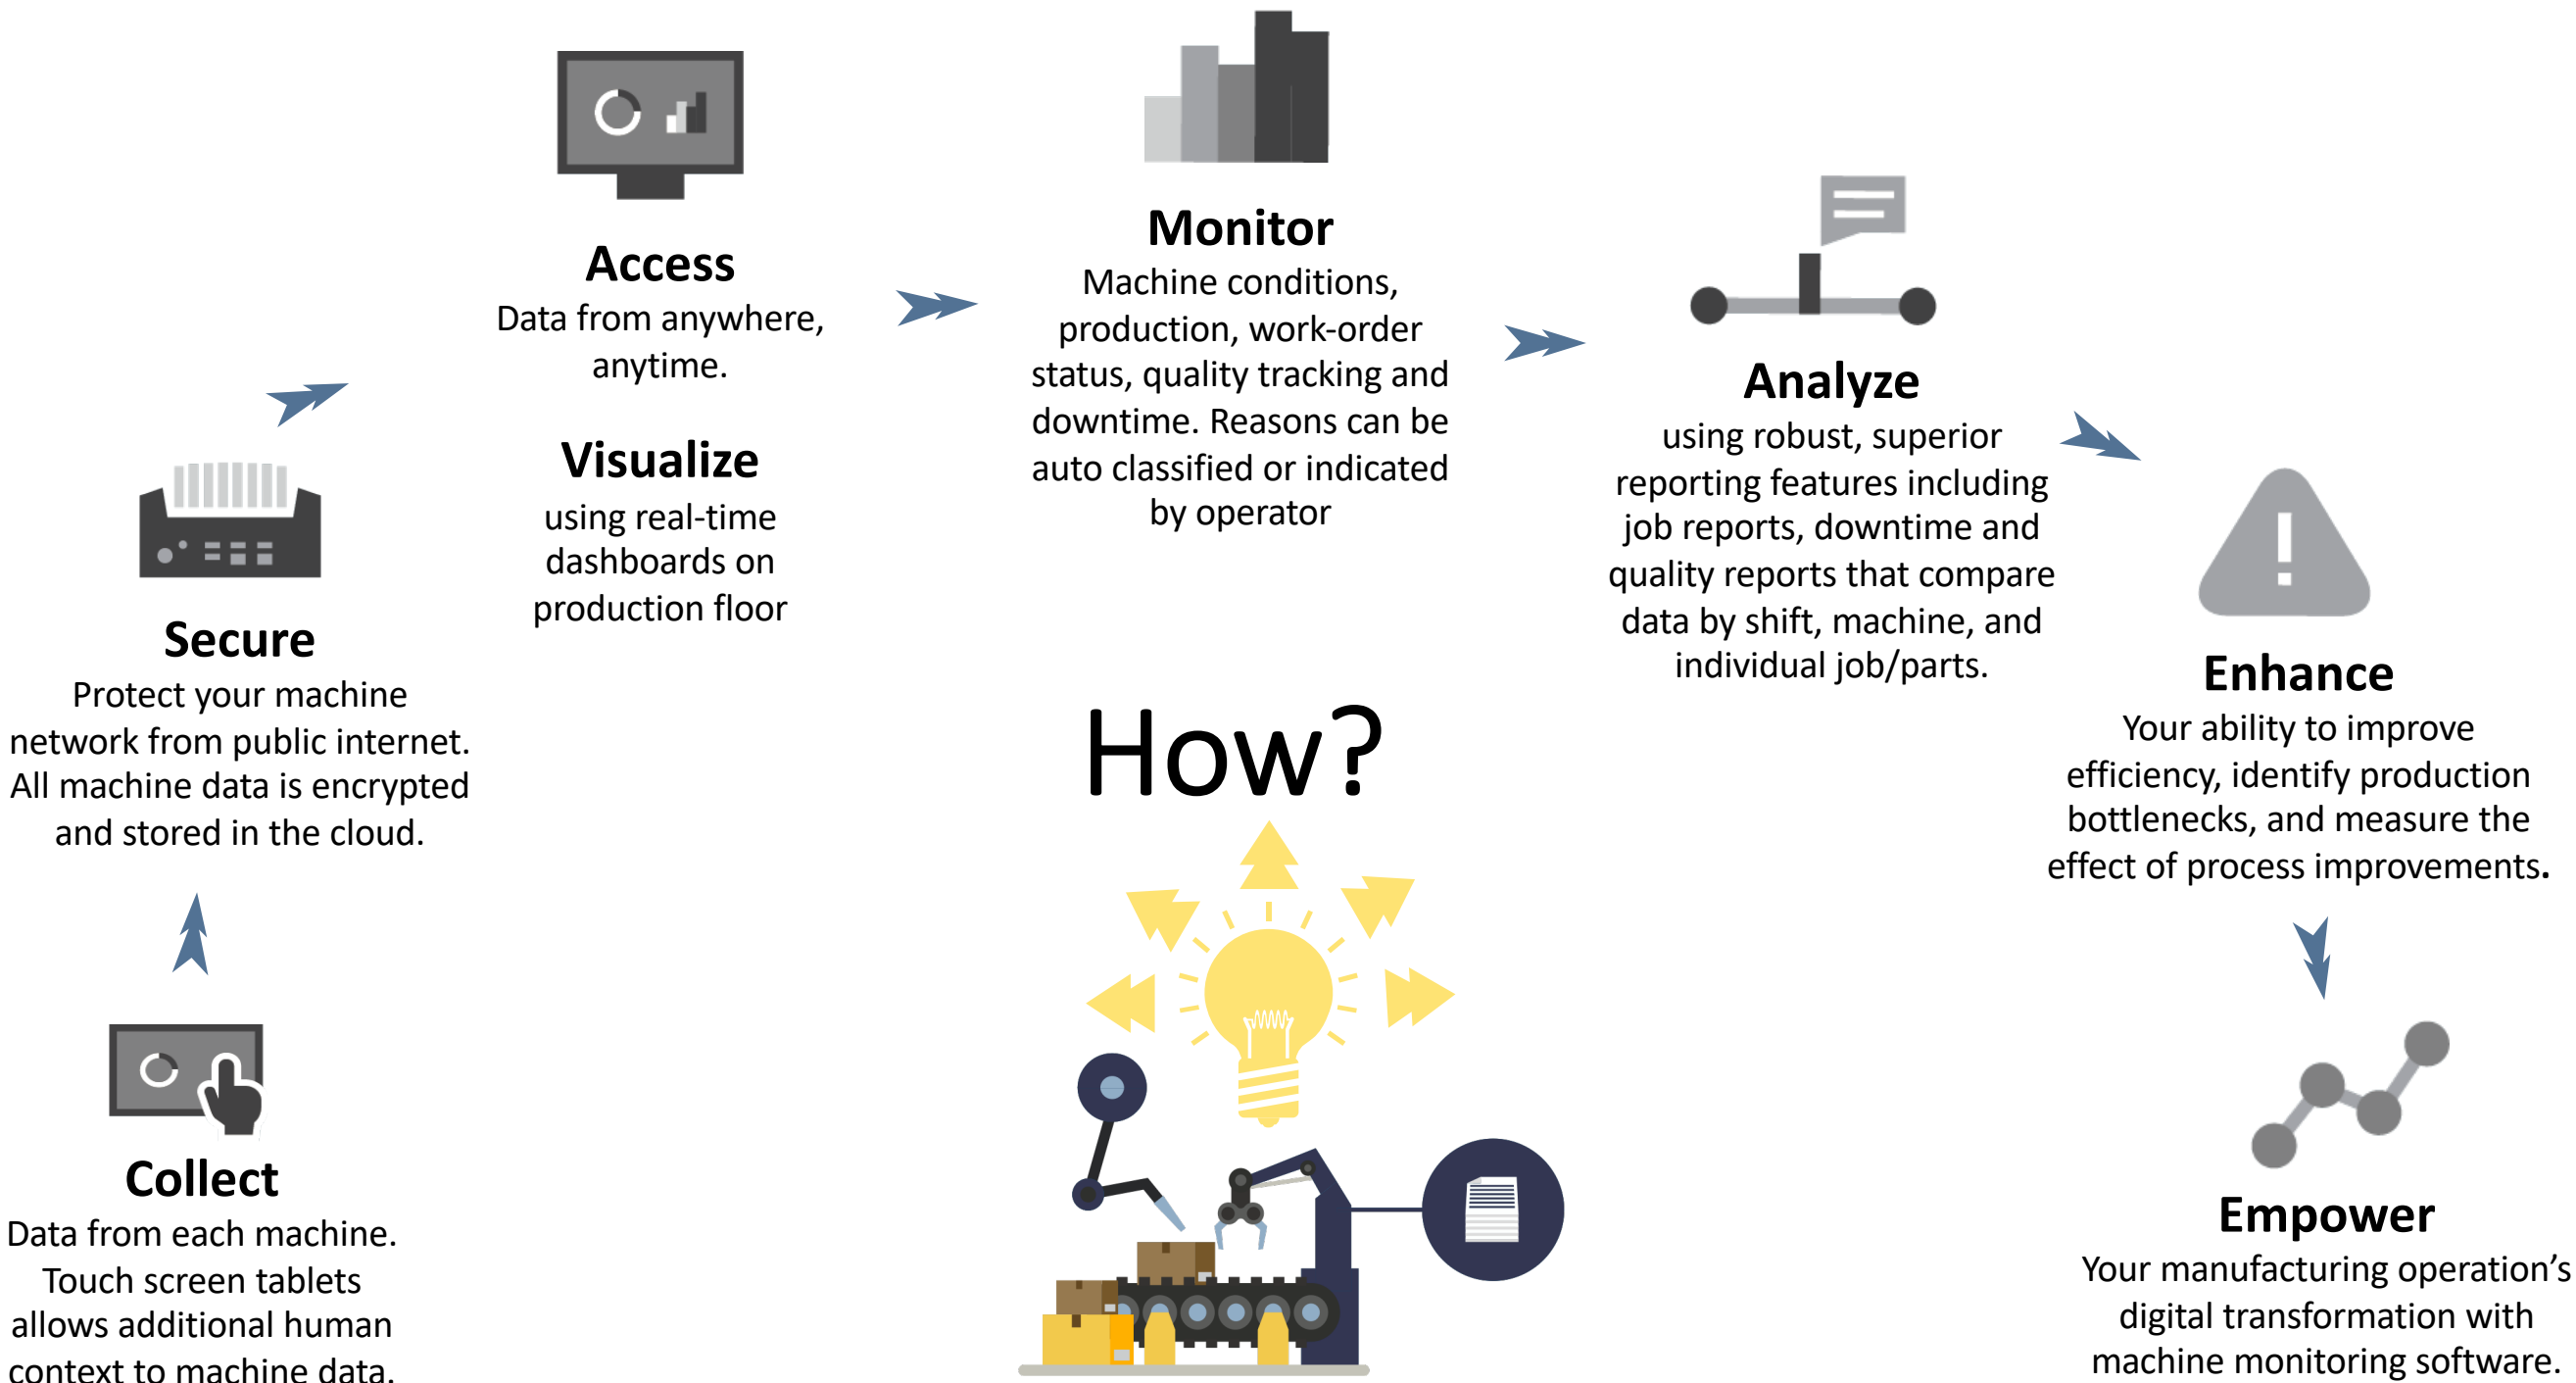 Collect
Data from each machine.
Touch screen tablets
allows additional human
context to machine data.
Secure
Protect your machine
network from public internet.
All machine data is encrypted
and stored in the cloud.
Access
Data from anywhere,
anytime.
Visualize
using real-time
dashboards on
production floor
Monitor
Machine conditions,
production, work-order
status, quality tracking and
downtime. Reasons can be
auto classified or indicated
by operator
Analyze
using robust, superior
reporting features including
job reports, downtime and
quality reports that compare
data by shift, machine, and
individual job/parts.
Enhance
Your ability to improve
efficiency, identify production
bottlenecks, and measure the
effect of process improvements.
Empower
Your manufacturing operation’s
digital transformation with
machine monitoring software.
How?